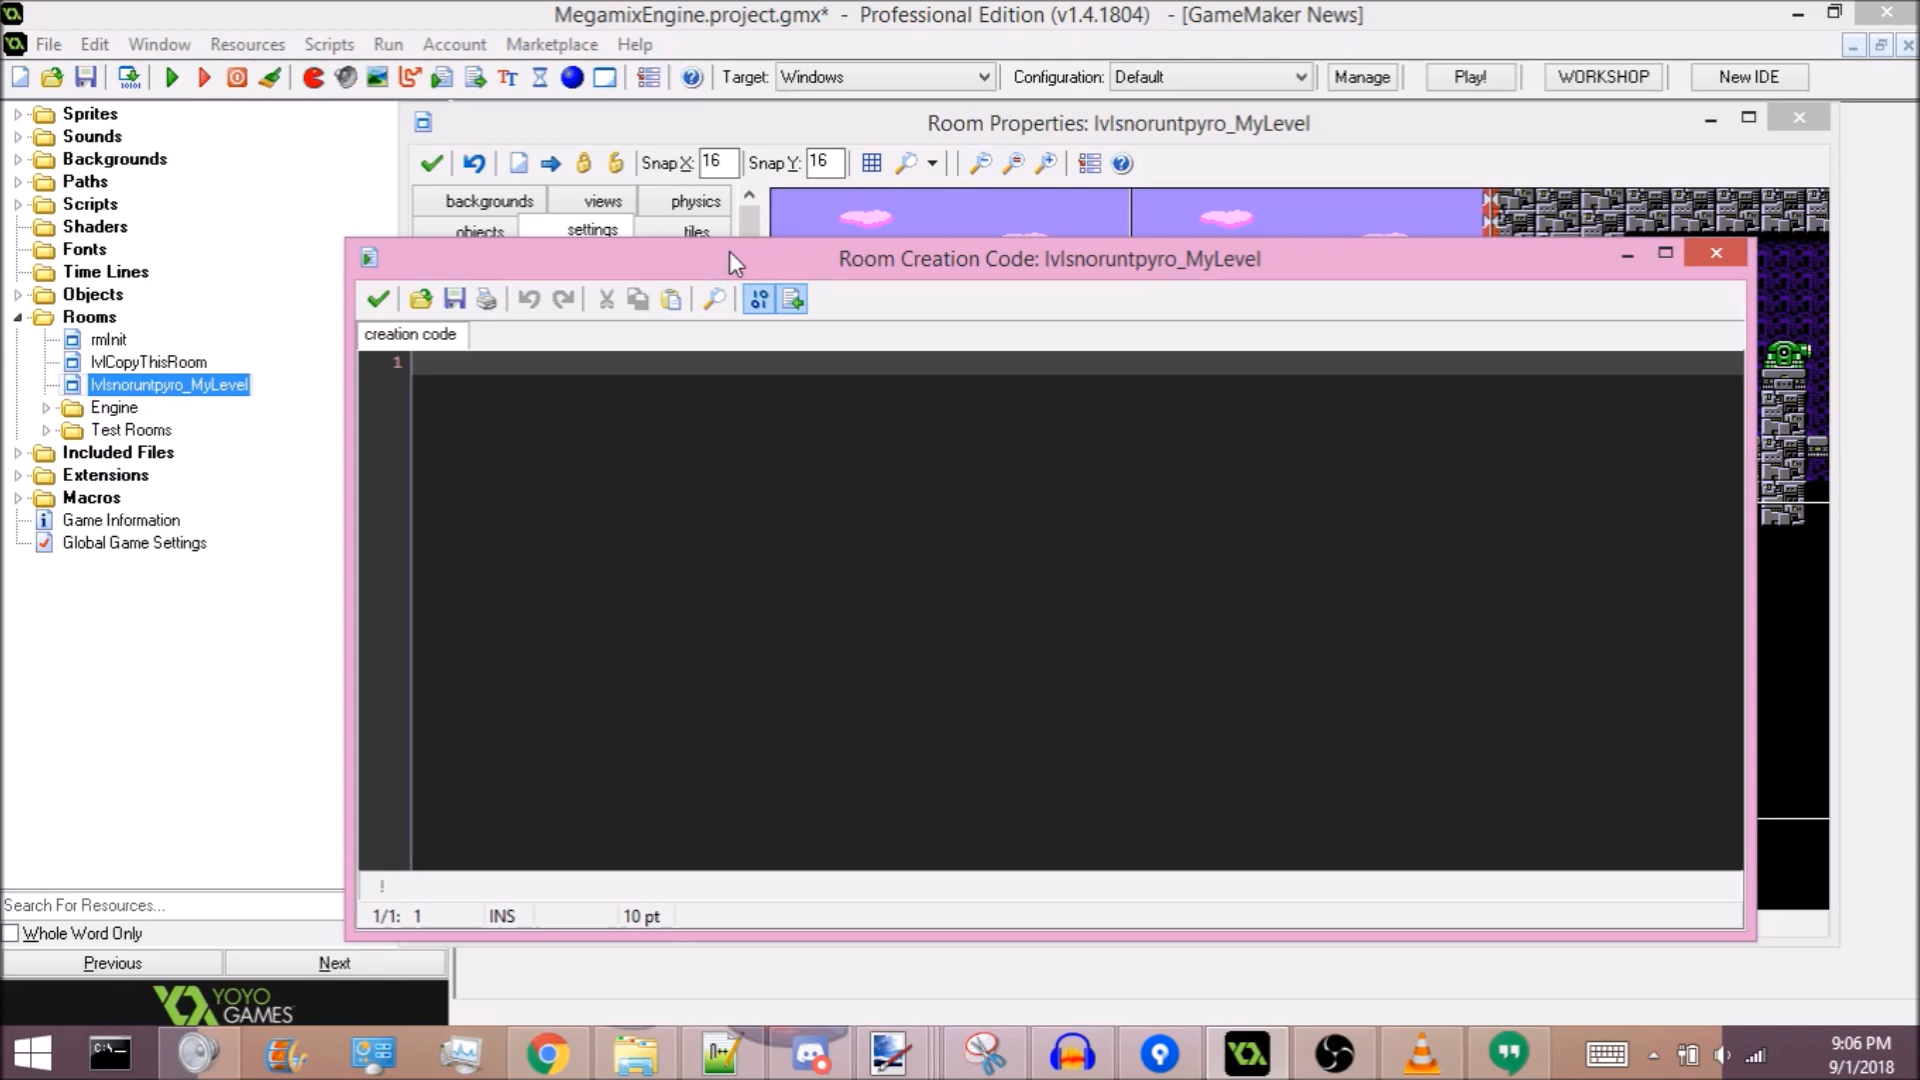 MegamixEngine.project.gmx* - Professional Edition (v1.4.1804) - [GameMaker News]
File Edit Window Resources Scripts Run Account Marketplace Help
Target: Windows Configuration: Default Manage Play! WORKSHOP New IDE
Sprites
Sounds
Backgrounds
Paths
Scripts
Shaders
Fonts
Time Lines
Objects
Rooms
rmInit
lvlCopyThisRoom
lvlsnoruntpyro_MyLevel
Engine
Test Rooms
Included Files
Extensions
Macros
Game Information
Global Game Settings
Search For Resources...
Whole Word Only
Previous Next
YOYO
GAMES
Room Properties: lvlsnoruntpyro_MyLevel
Snap X: 16 Snap Y: 16
backgrounds views physics
objects settings tiles
Room Creation Code: lvlsnoruntpyro_MyLevel
creation code
1
!
1/1: 1 INS 10 pt
9:06 PM
9/1/2018